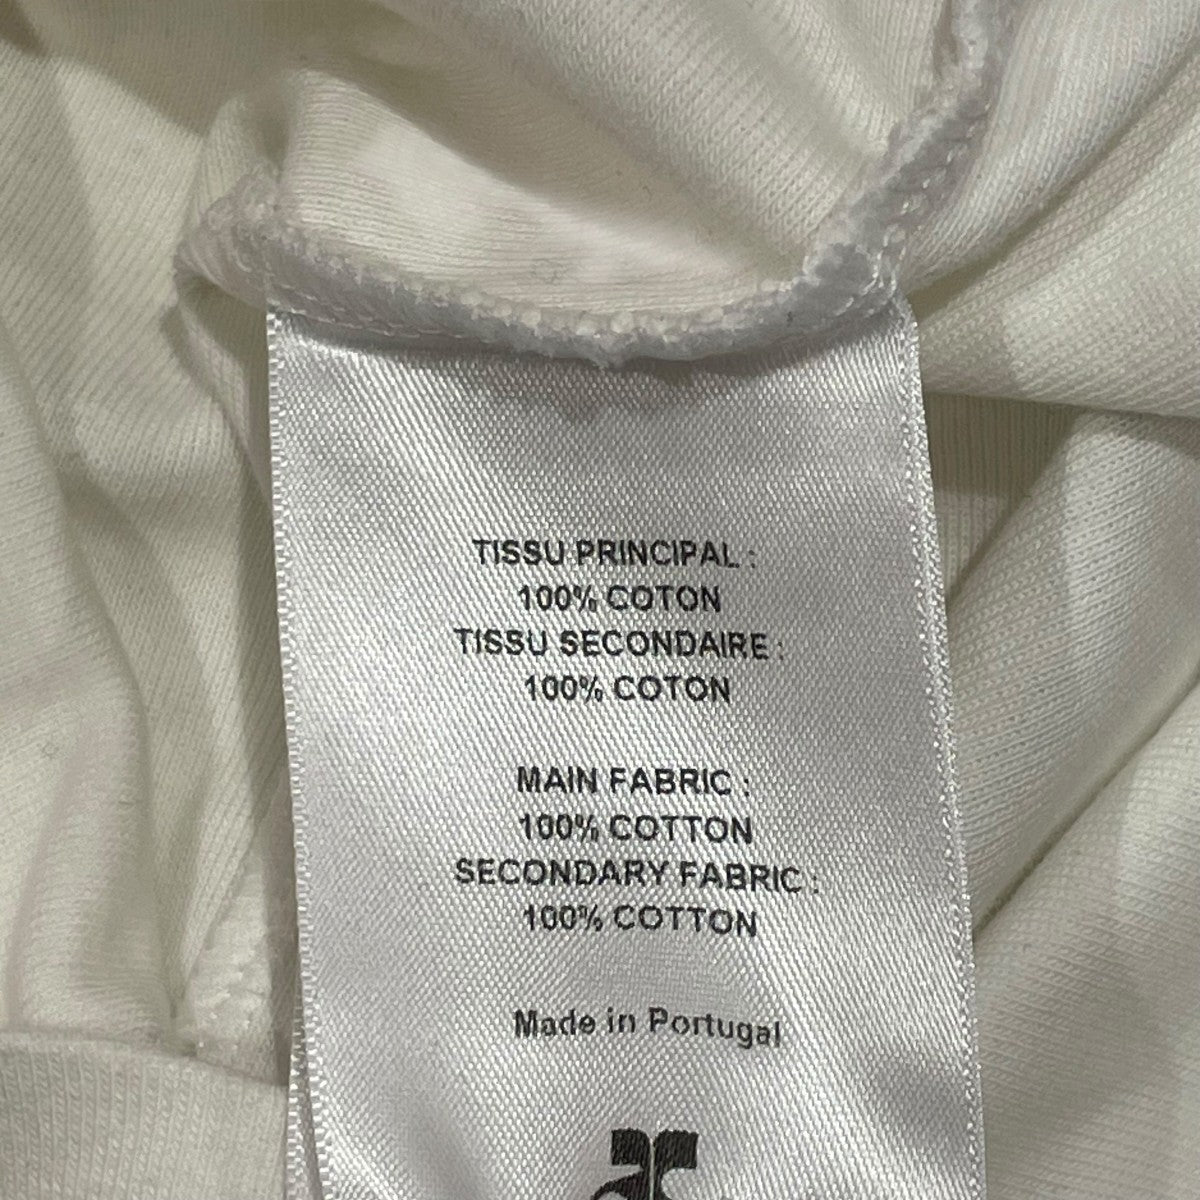 TISSU PRINCIPAL :
100% COTON
TISSU SECONDAIRE :
100% COTON
MAIN FABRIC :
100% COTTON
SECONDARY FABRIC :
100% COTTON
Made in Portugal